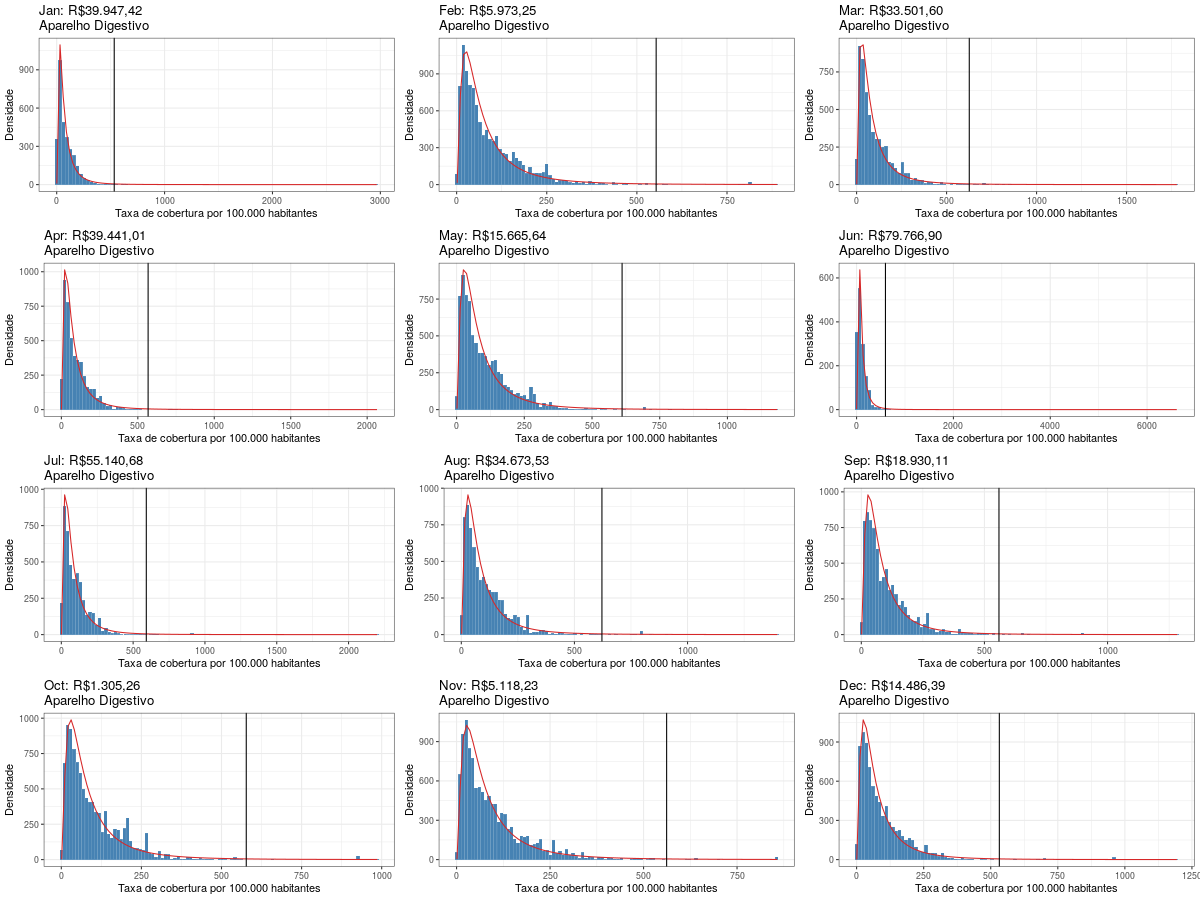 Jan: R$39.947,42
Aparelho Digestivo
Densidade
900
600
300
0
0
1000
2000
3000
Taxa de cobertura por 100.000 habitantes
Feb: R$5.973,25
Aparelho Digestivo
Densidade
900
600
300
0
0
250
500
750
Taxa de cobertura por 100.000 habitantes
Mar: R$33.501,60
Aparelho Digestivo
Densidade
750
500
250
0
0
500
1000
1500
Taxa de cobertura por 100.000 habitantes
Apr: R$39.441,01
Aparelho Digestivo
Densidade
1000
750
500
250
0
0
500
1000
1500
2000
Taxa de cobertura por 100.000 habitantes
May: R$15.665,64
Aparelho Digestivo
Densidade
750
500
250
0
0
250
500
750
1000
Taxa de cobertura por 100.000 habitantes
Jun: R$79.766,90
Aparelho Digestivo
Densidade
600
400
200
0
0
2000
4000
6000
Taxa de cobertura por 100.000 habitantes
Jul: R$55.140,68
Aparelho Digestivo
Densidade
1000
750
500
250
0
0
500
1000
1500
2000
Taxa de cobertura por 100.000 habitantes
Aug: R$34.673,53
Aparelho Digestivo
Densidade
1000
750
500
250
0
0
500
1000
Taxa de cobertura por 100.000 habitantes
Sep: R$18.930,11
Aparelho Digestivo
Densidade
1000
750
500
250
0
0
500
1000
Taxa de cobertura por 100.000 habitantes
Oct: R$1.305,26
Aparelho Digestivo
Densidade
1000
750
500
250
0
0
250
500
750
1000
Taxa de cobertura por 100.000 habitantes
Nov: R$5.118,23
Aparelho Digestivo
Densidade
900
600
300
0
0
250
500
750
Taxa de cobertura por 100.000 habitantes
Dec: R$14.486,39
Aparelho Digestivo
Densidade
900
600
300
0
0
250
500
750
1000
1250
Taxa de cobertura por 100.000 habitantes